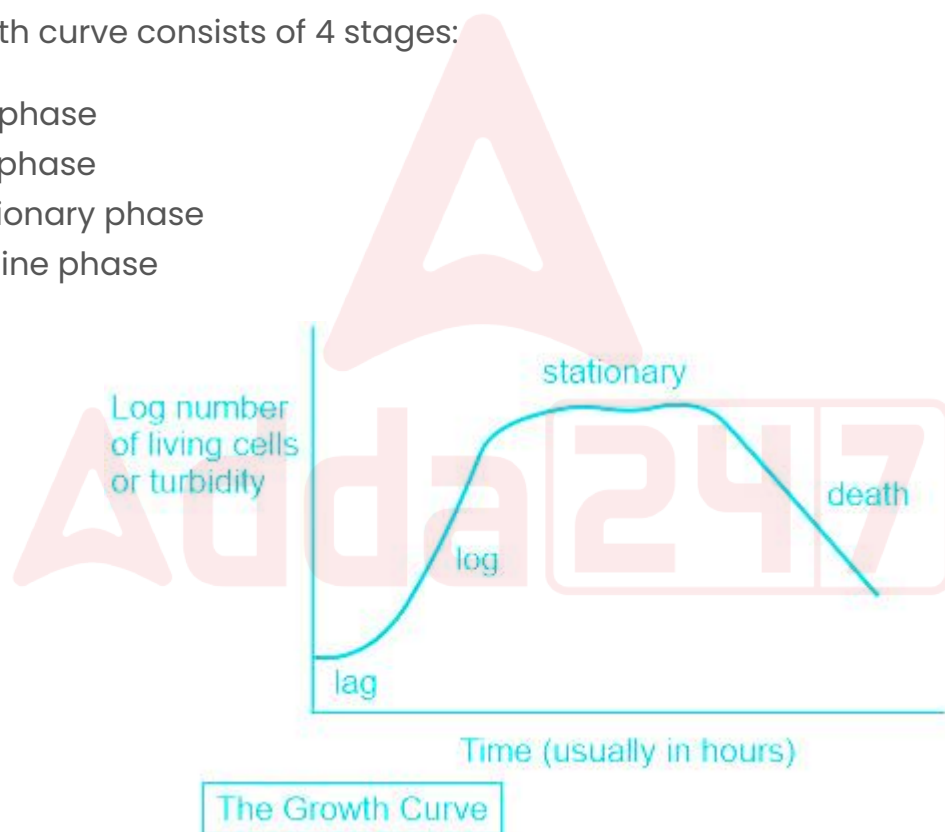 th curve consists of 4 stages:
phase
phase
ionary phase
ine phase
stationary
Log number
of living cells
or turbidity
death
log
lag
Time (usually in hours)
The Growth Curve
Adda247